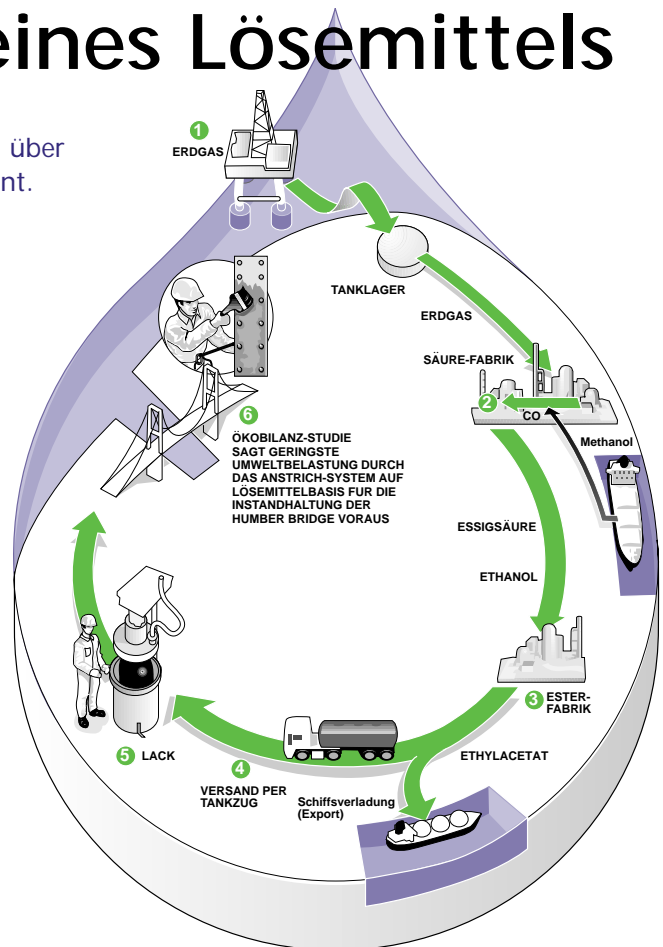 eines Lösemittels
über
nt.
1
ERDGAS
TANKLAGER
ERDGAS
SÄURE-FABRIK
2
CO
Methanol
6
ÖKOBILANZ-STUDIE
SAGT GERINGSTE
UMWELTBELASTUNG DURCH
DAS ANSTRICH-SYSTEM AUF
LÖSEMITTELBASIS FUR DIE
INSTANDHALTUNG DER
HUMBER BRIDGE VORAUS
ESSIGSÄURE
ETHANOL
3 ESTER-
FABRIK
ETHYLACETAT
5 LACK
4
VERSAND PER
TANKZUG
Schiffsverladung
(Export)